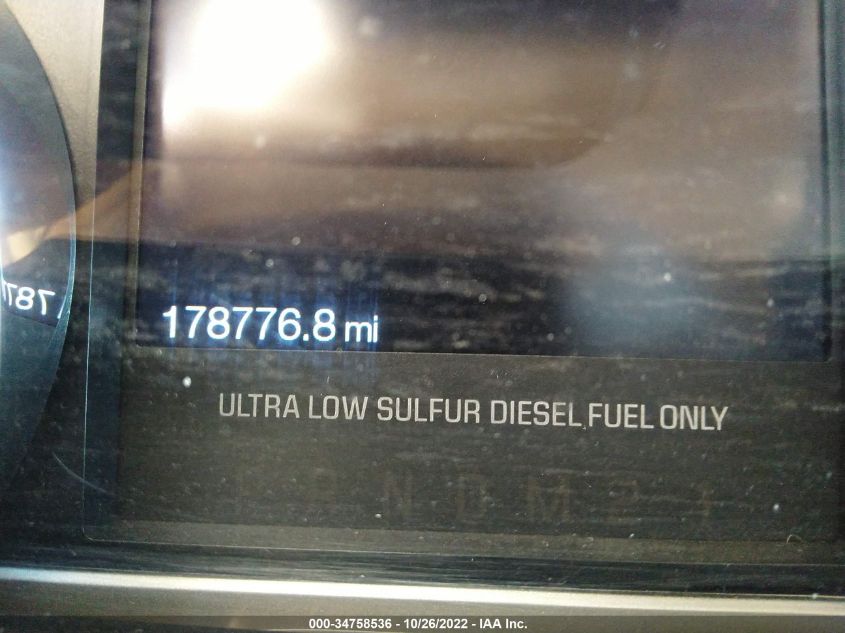 178776.8 mi
ULTRA LOW SULFUR DIESEL FUEL ONLY
N D M
000-34758536 - 10/26/2022 - IAA Inc.